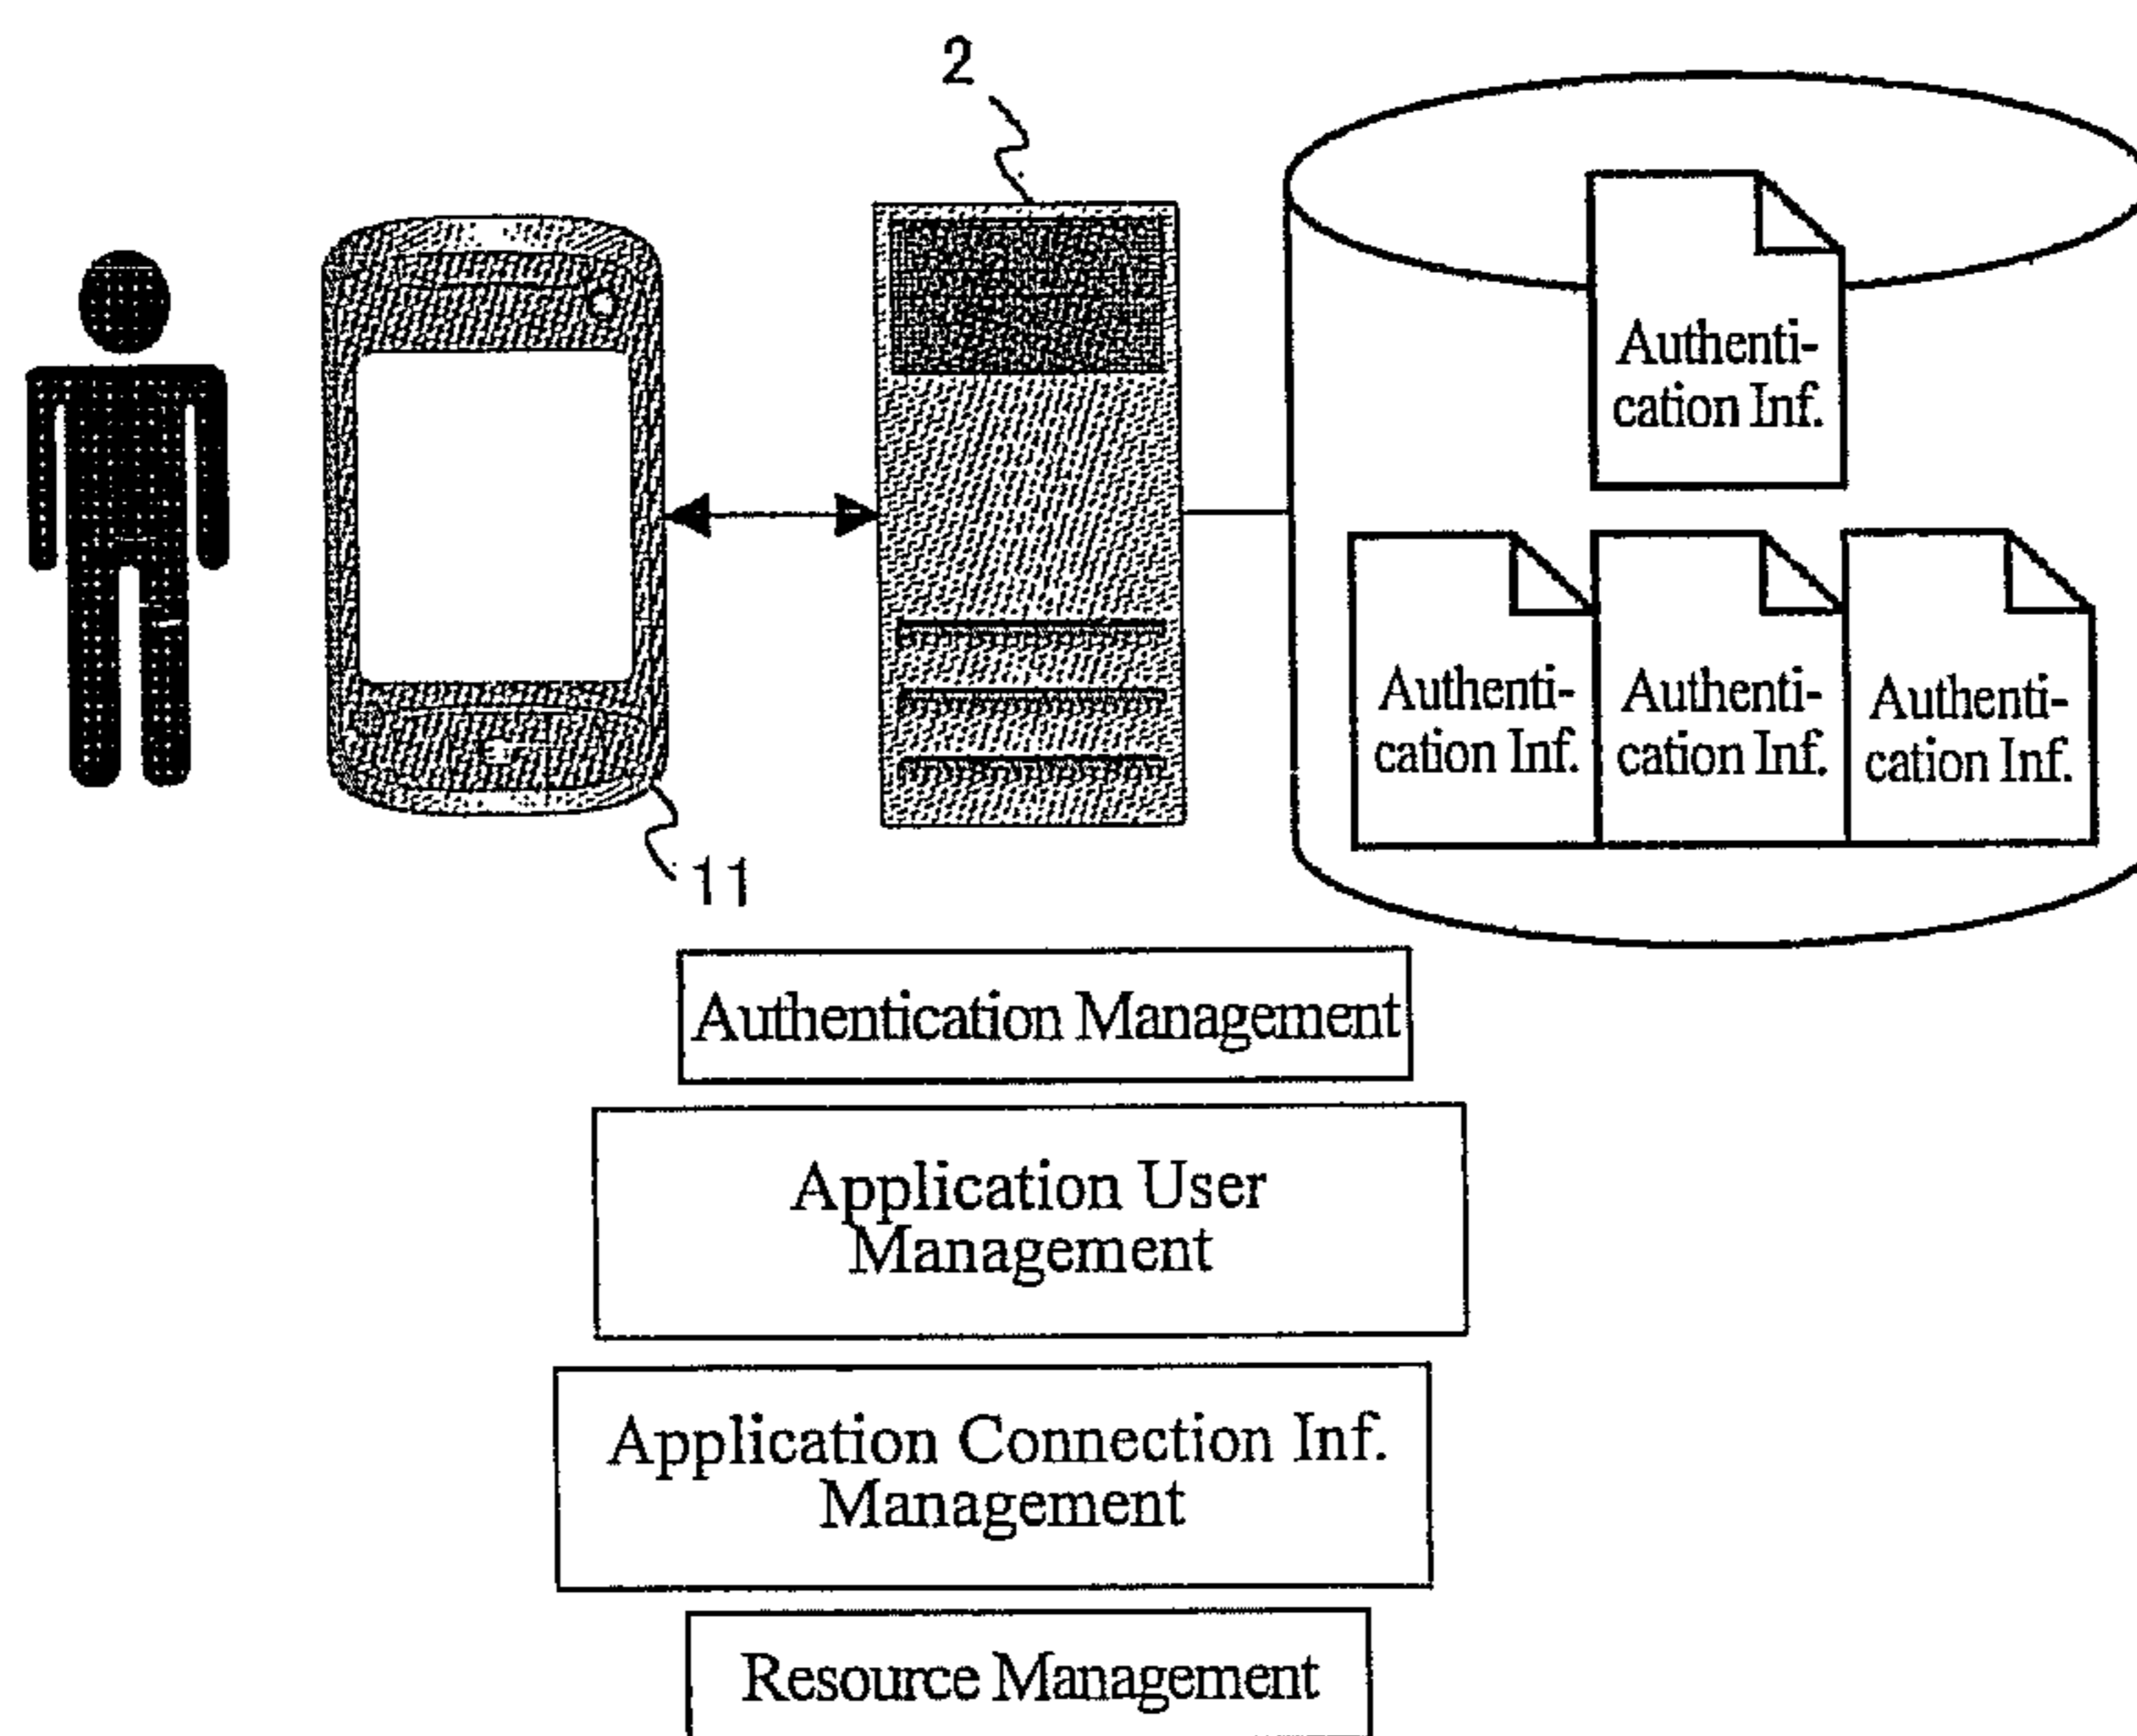 2
Authenti-
cation Inf.
Authenti-
cation Inf.
Authenti-
cation Inf.
Authenti-
cation Inf.
11
Authentication Management
Application User
Management
Application Connection Inf.
Management
Resource Management